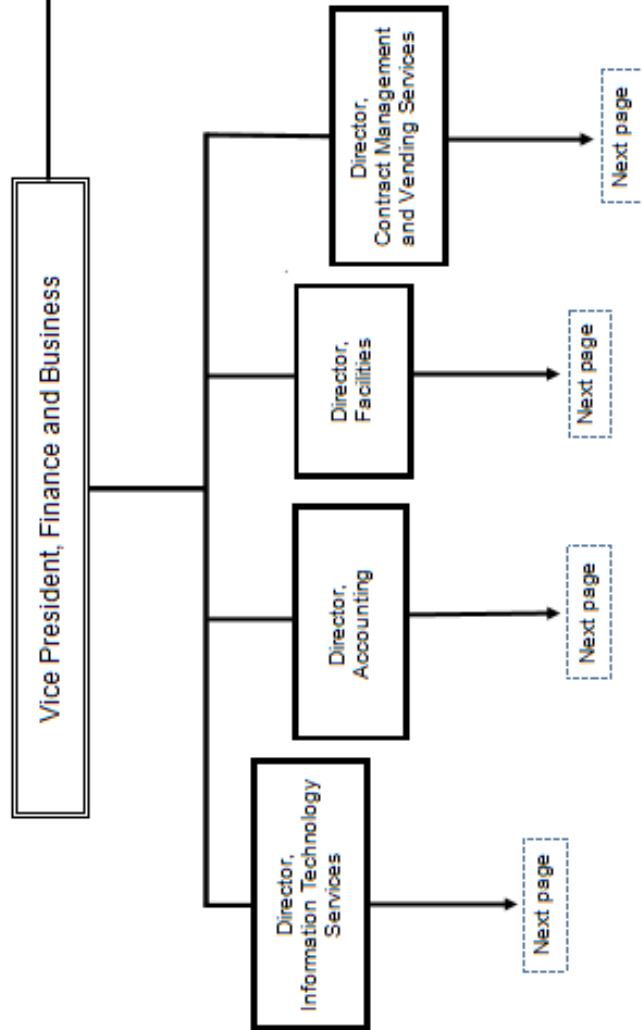 Vice President, Finance and Business
Director,
Information Technology
Services
Director,
Accounting
Director,
Facilities
Director,
Contract Management
and Vending Services
Next page
Next page
Next page
Next page